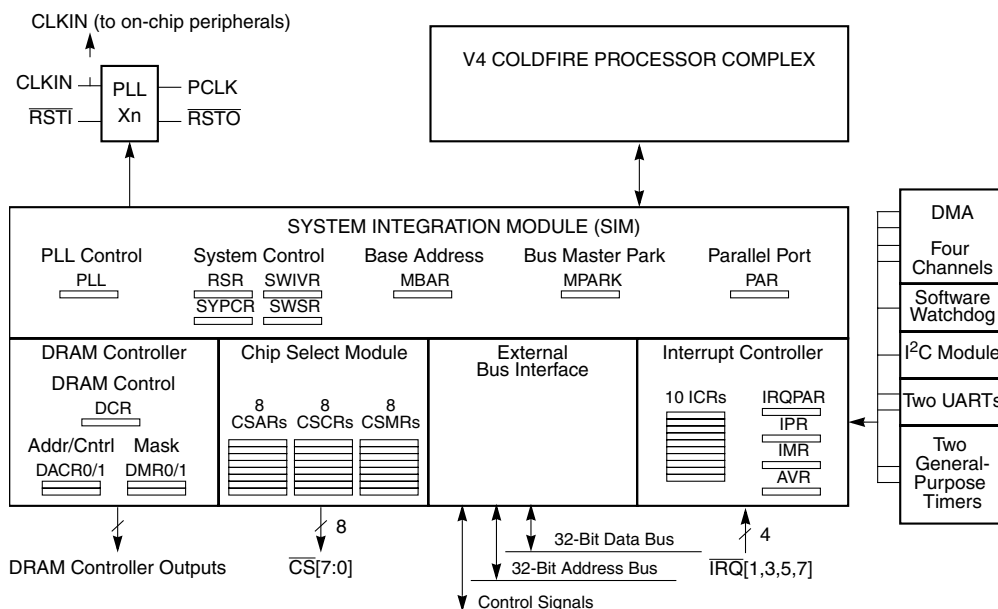 CLKIN (to on-chip peripherals)
CLKIN
PLL
Xn
PCLK
RSTI
RSTO
V4 COLDFIRE PROCESSOR COMPLEX
SYSTEM INTEGRATION MODULE (SIM)
PLL Control
System Control
Base Address
Bus Master Park
Parallel Port
PLL
RSR
SWIVR
MBAR
MPARK
PAR
SYPCR
SWSR
DRAM Controller
DRAM Control
DCR
Addr/Cntrl
Mask
DACR0/1
DMR0/1
Chip Select Module
8
CSARs
8
CSCRs
8
CSMRs
External
Bus Interface
Interrupt Controller
10 ICRs
IRQPAR
IPR
IMR
AVR
DMA
Four
Channels
Software
Watchdog
I²C Module
Two UARTs
Two
General-
Purpose
Timers
DRAM Controller Outputs
8
CS[7:0]
32-Bit Data Bus
32-Bit Address Bus
Control Signals
4
IRQ[1,3,5,7]